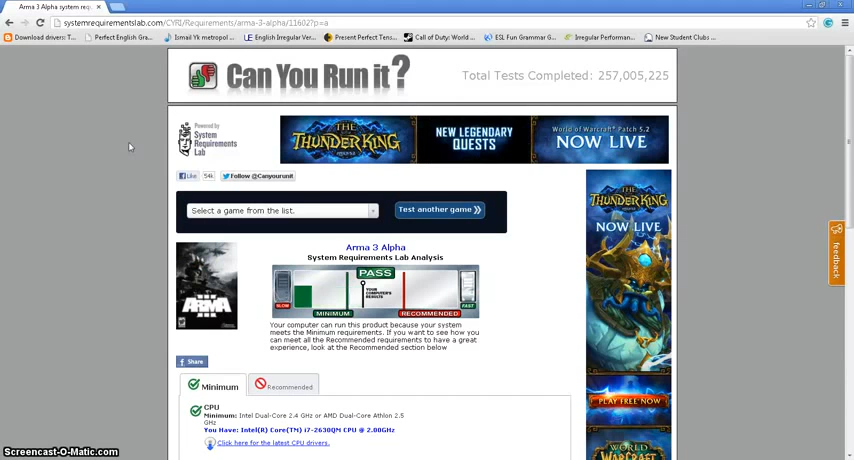 Arma 3 Alpha system requ
systemrequirementslab.com/CYRI/Requirements/arma-3-alpha/11602?p=a
Download drivers: T... Perfect English Gra... Ismail Yk metropol ... English Irregular Ver... Present Perfect Tens... Call of Duty: World ... ESL Fun Grammar G... Irregular Performan... New Student Clubs ...
Can You Run it?
Total Tests Completed: 257,005,225
Powered by
System
Requirements
Lab
THE
THUNDER KING
NEW LEGENDARY
QUESTS
World of Warcraft Patch 5.2
NOW LIVE
Like 54k Follow @Canyourunit
THE
THUNDER KING
NOW LIVE
Select a game from the list.
Test another game
feedback
Arma 3 Alpha
System Requirements Lab Analysis
PASS
YOUR
COMPUTER'S
RESULTS
SLOW MINIMUM RECOMMENDED FAST
ARMA
III
Your computer can run this product because your system
meets the Minimum requirements. If you want to see how you
can meet all the Recommended requirements to have a great
experience, look at the Recommended section below
Share
Minimum Recommended
PLAY FREE NOW
CPU
Minimum: Intel Dual-Core 2.4 GHz or AMD Dual-Core Athlon 2.5
GHz
You Have: Intel(R) Core(TM) i7-2630QM CPU @ 2.00GHz
Click here for the latest CPU drivers.
WORLD
WARCRAFT
Screencast-O-Matic.com